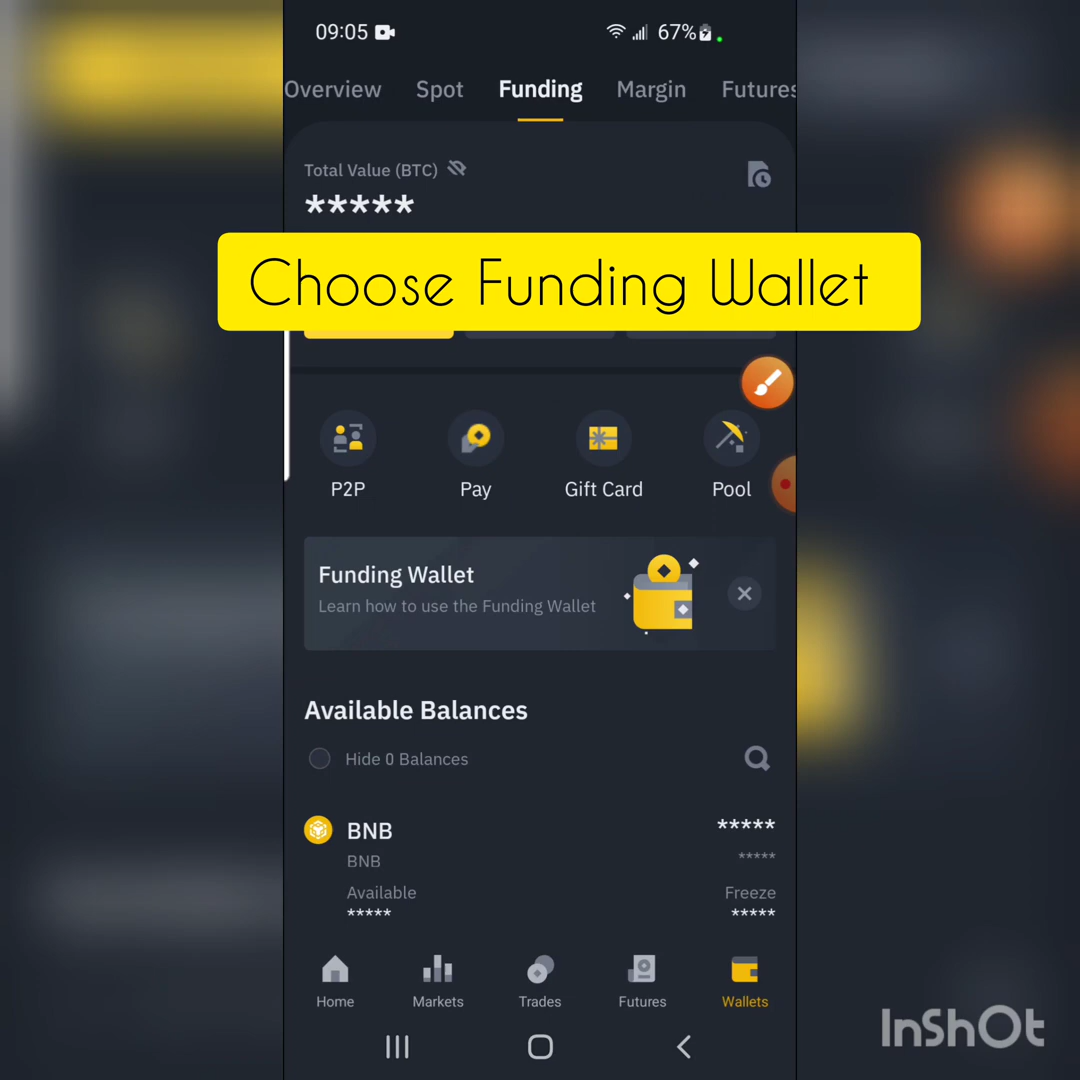 09:05 67%
Overview Spot Funding Margin Futures
Total Value (BTC)
*****
Choose Funding Wallet
P2P Pay Gift Card Pool
Funding Wallet
Learn how to use the Funding Wallet
Available Balances
Hide 0 Balances
BNB *****
BNB *****
Available Freeze
***** *****
Home Markets Trades Futures Wallets
InShOt